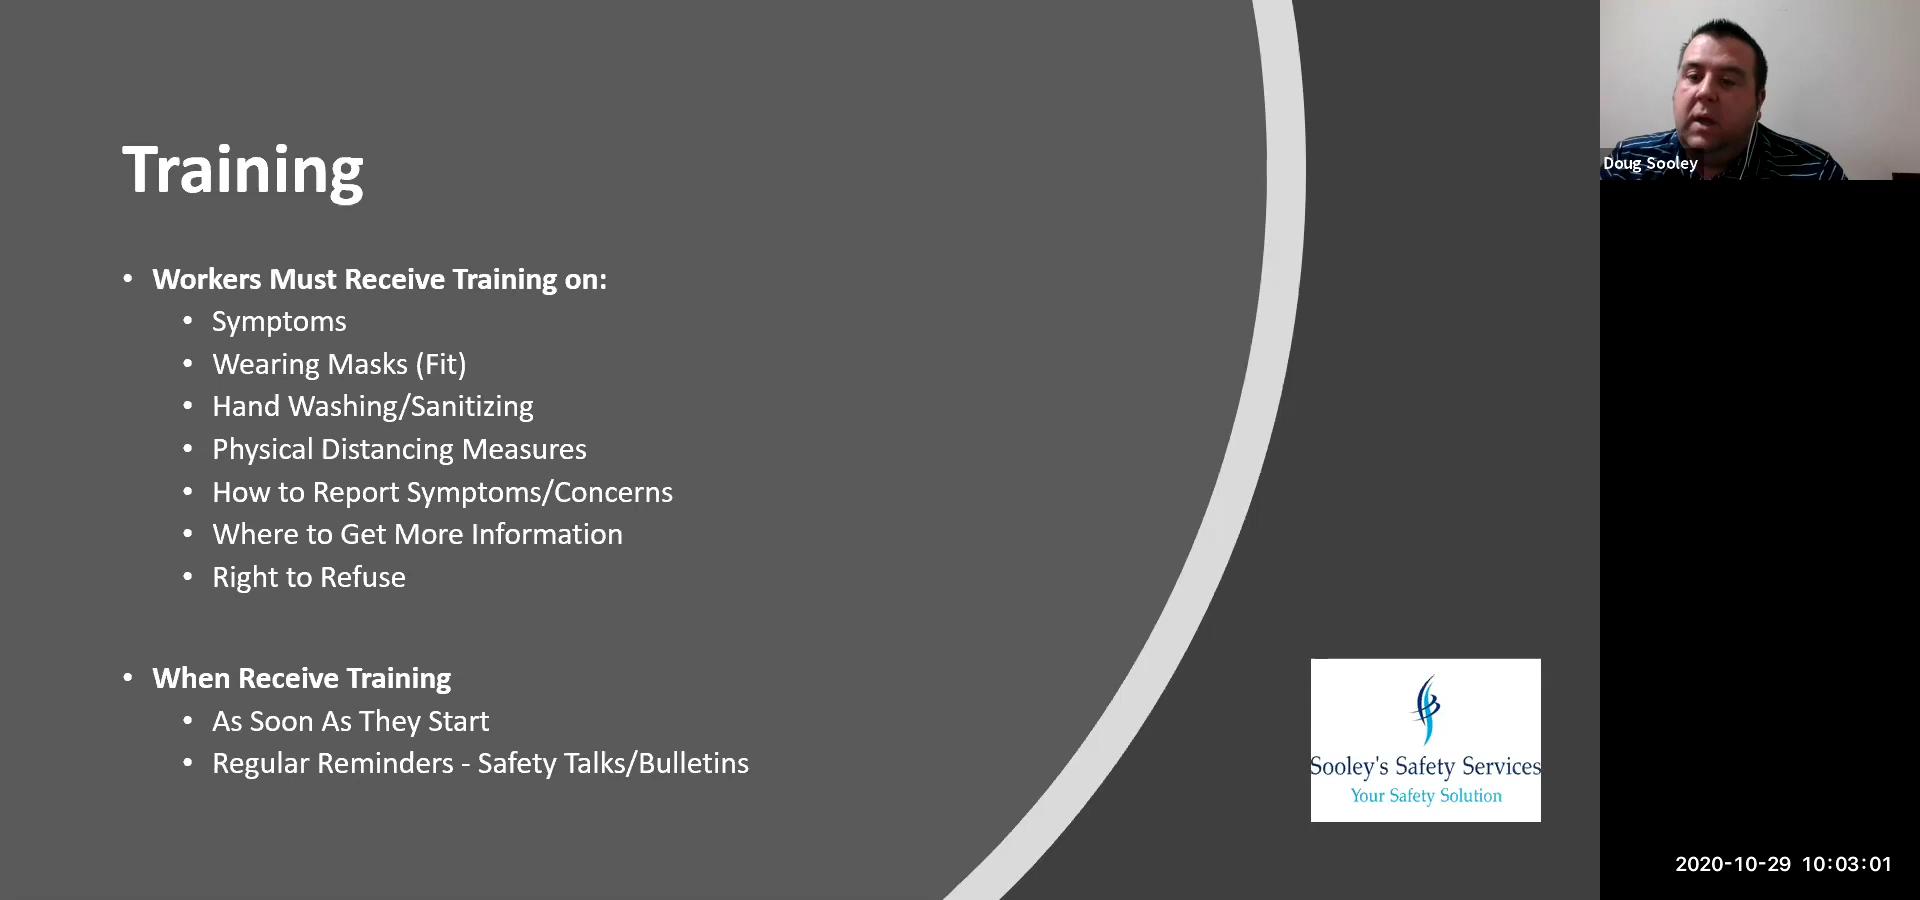 Training
• Workers Must Receive Training on:
• Symptoms
• Wearing Masks (Fit)
• Hand Washing/Sanitizing
• Physical Distancing Measures
• How to Report Symptoms/Concerns
• Where to Get More Information
• Right to Refuse
• When Receive Training
• As Soon As They Start
• Regular Reminders - Safety Talks/Bulletins
Sooley's Safety Services
Your Safety Solution
Doug Sooley
2020-10-29 10:03:01